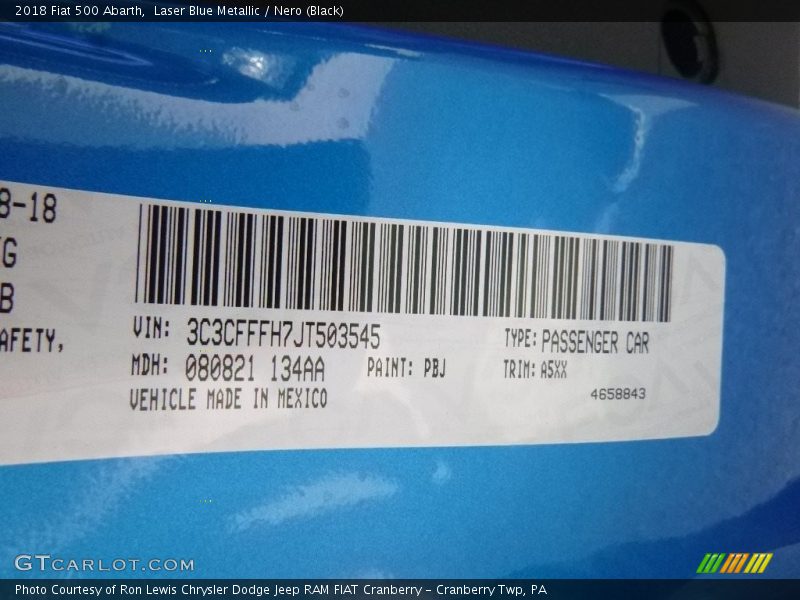 2018 Fiat 500 Abarth,  Laser Blue Metallic / Nero (Black)
8-18
G
B
AFETY,
VIN: 3C3CFFFH7JT503545
TYPE: PASSENGER CAR
MDH: 080821 134AA
PAINT: PBJ
TRIM: A5XX
VEHICLE MADE IN MEXICO
4658843
GTCARLOT.COM
Photo Courtesy of Ron Lewis Chrysler Dodge Jeep RAM FIAT Cranberry – Cranberry Twp, PA